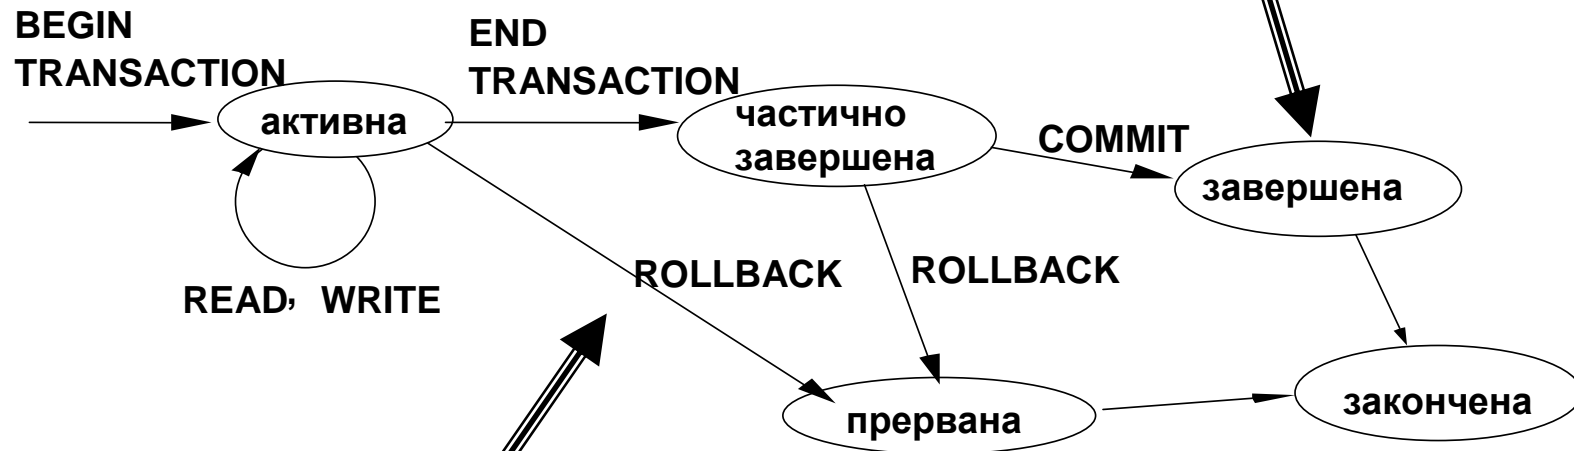 BEGIN
TRANSACTION
END
TRANSACTION
активна
частично
завершена
COMMIT
завершена
ROLLBACK
ROLLBACK
READ, WRITE
прервана
закончена